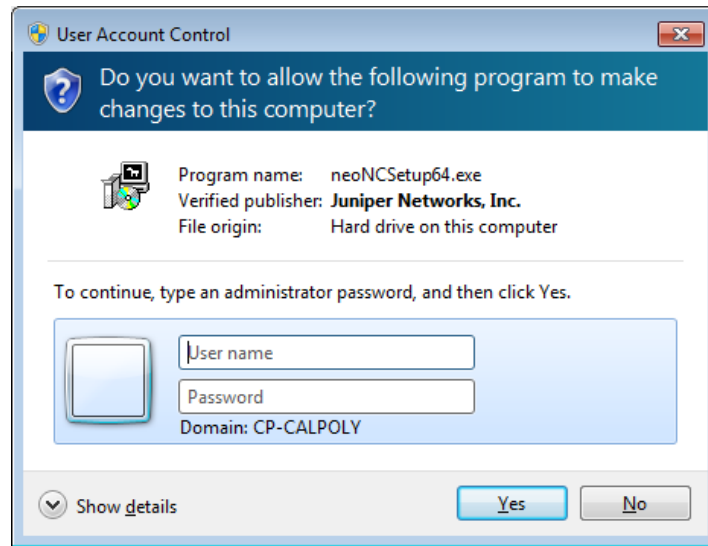 User Account Control
Do you want to allow the following program to make
changes to this computer?
Program name: neoNCSetup64.exe
Verified publisher: Juniper Networks, Inc.
File origin: Hard drive on this computer
To continue, type an administrator password, and then click Yes.
User name
Password
Domain: CP-CALPOLY
Show details
Yes
No